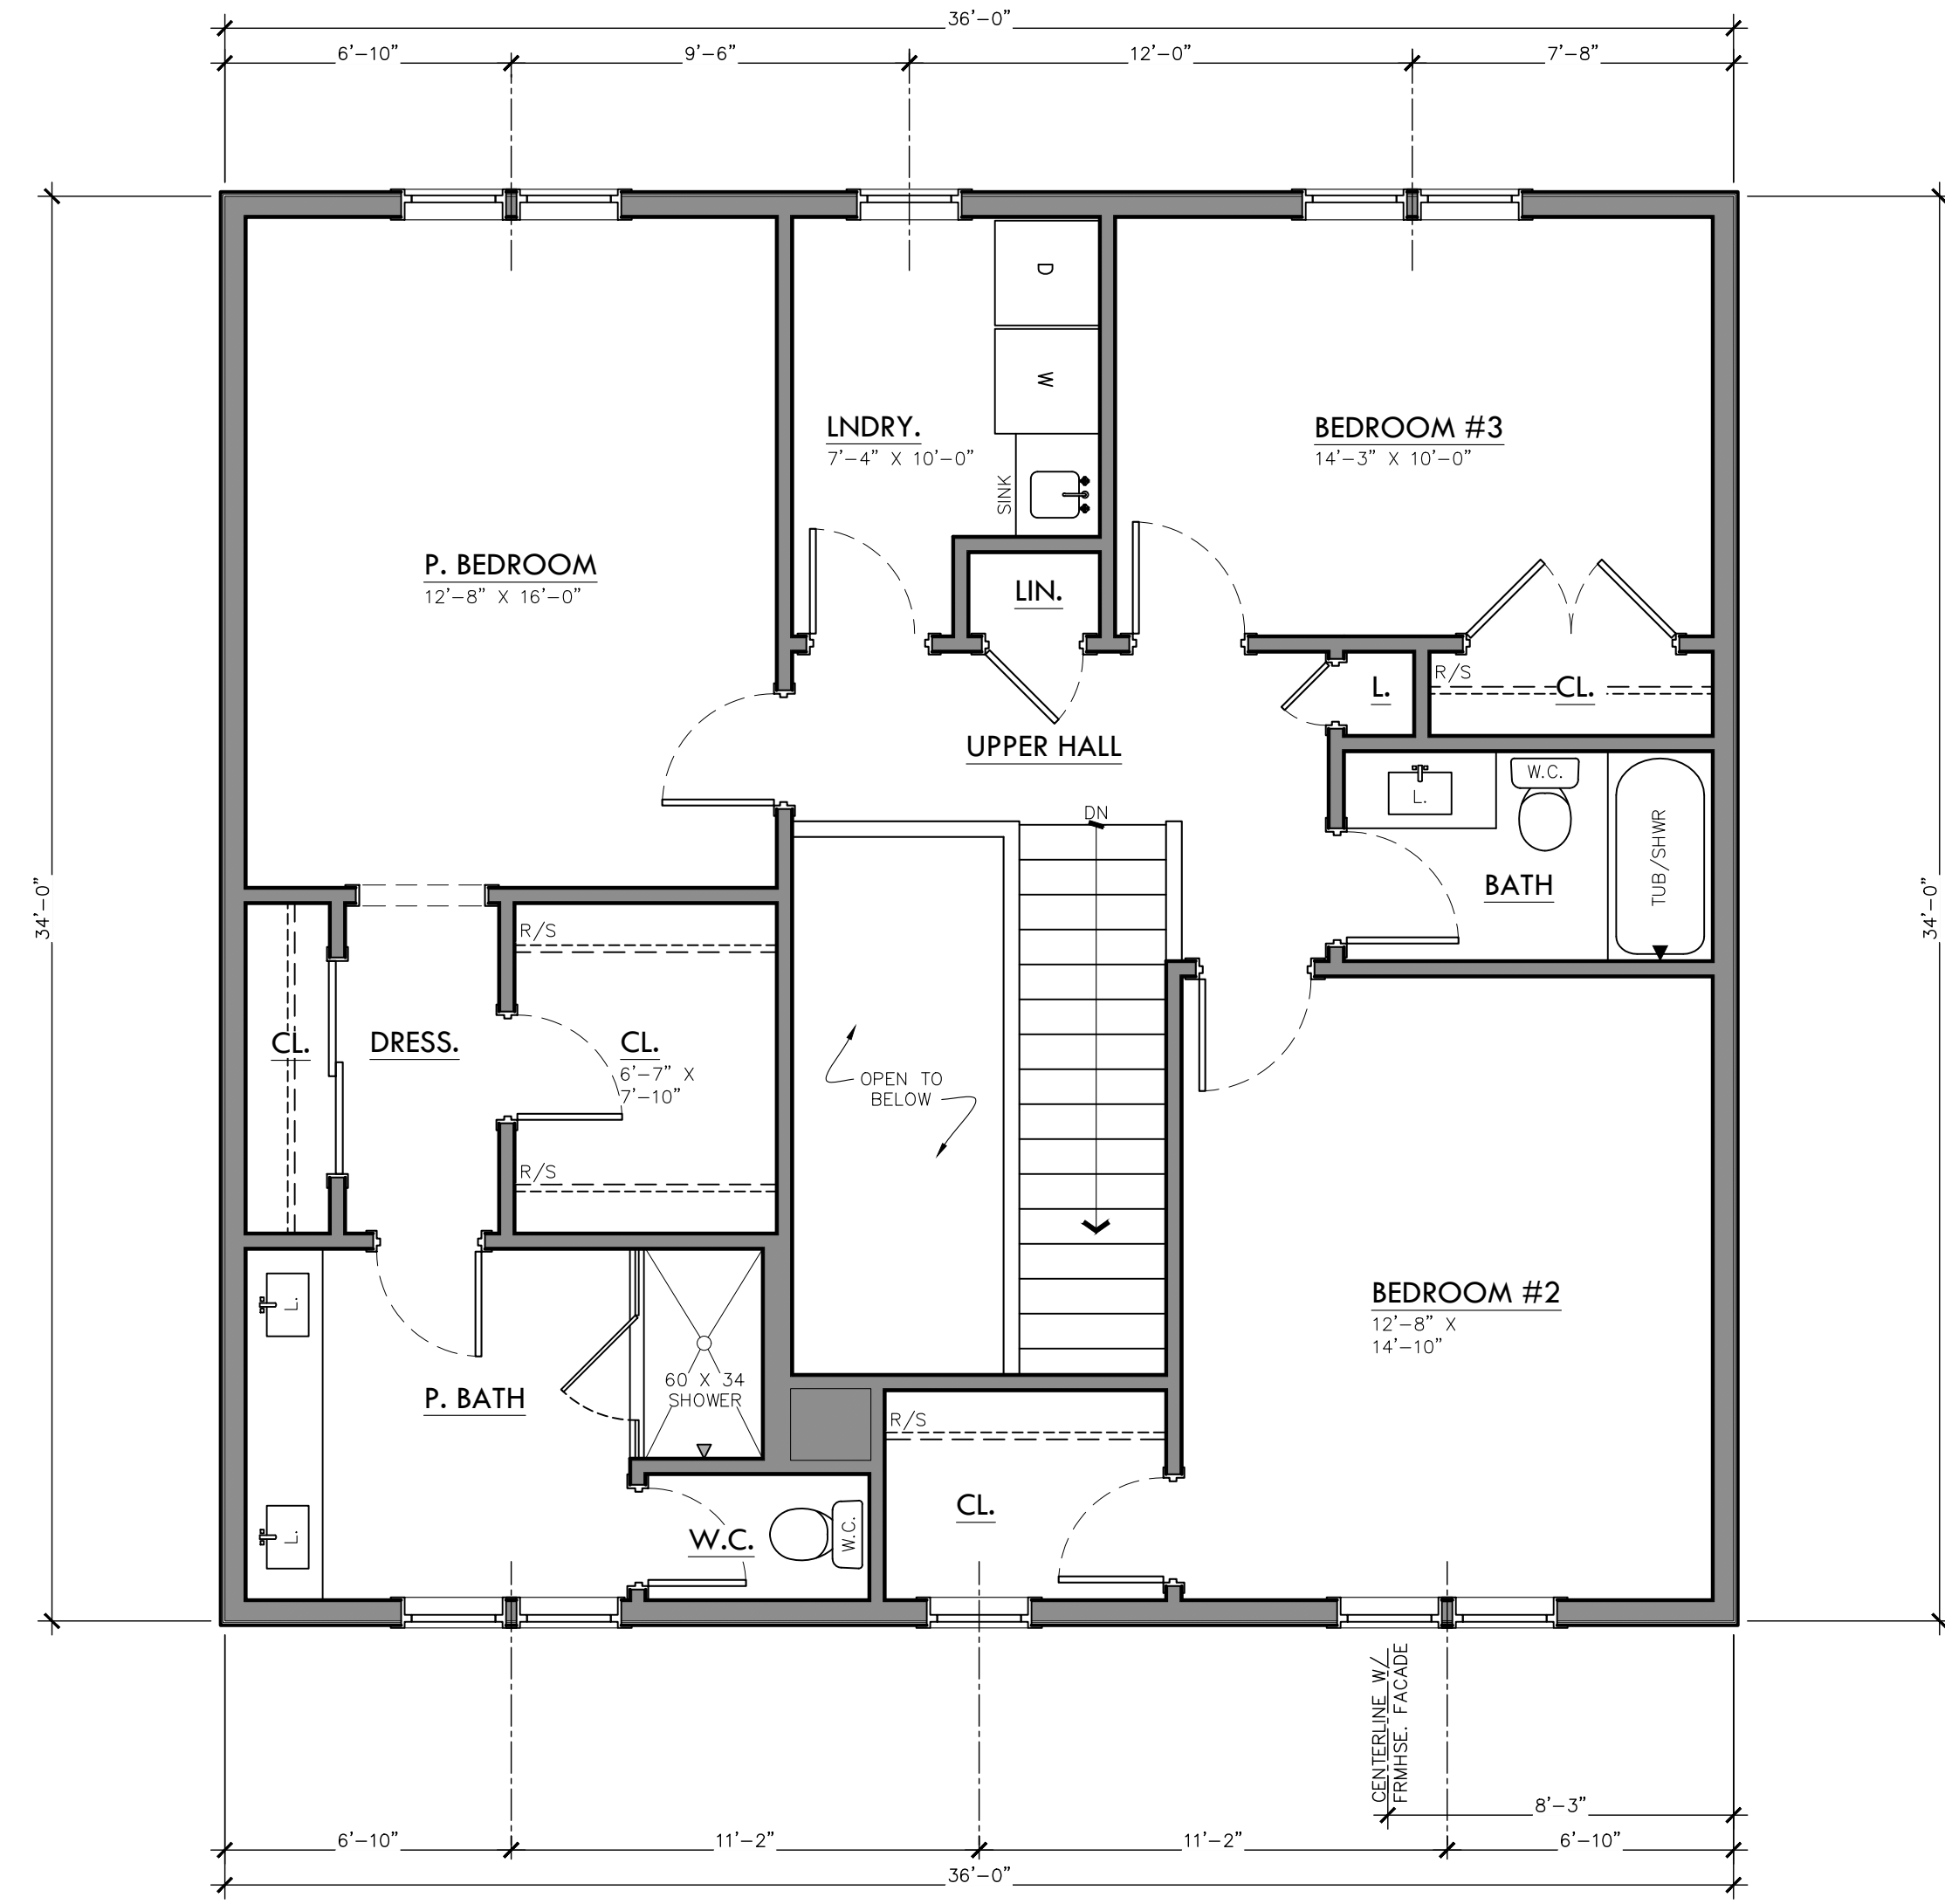 36'-0"
6'-10"
9'-6"
12'-0"
7'-8"
D
W
LNDRY.
7'-4" X 10'-0"
SINK
BEDROOM #3
14'-3" X 10'-0"
P. BEDROOM
12'-8" X 16'-0"
LIN.
R/S
L.
CL.
UPPER HALL
W.C.
L.
DN
TUB/SHWR
BATH
34'-0"
34'-0"
R/S
CL.
DRESS.
CL.
6'-7" X
7'-10"
OPEN TO
BELOW
R/S
L.
BEDROOM #2
12'-8" X
14'-10"
60 X 34
SHOWER
P. BATH
R/S
CL.
L.
W.C.
W.C.
CENTERLINE W/
FRMHSE. FACADE
8'-3"
6'-10"
11'-2"
11'-2"
6'-10"
36'-0"